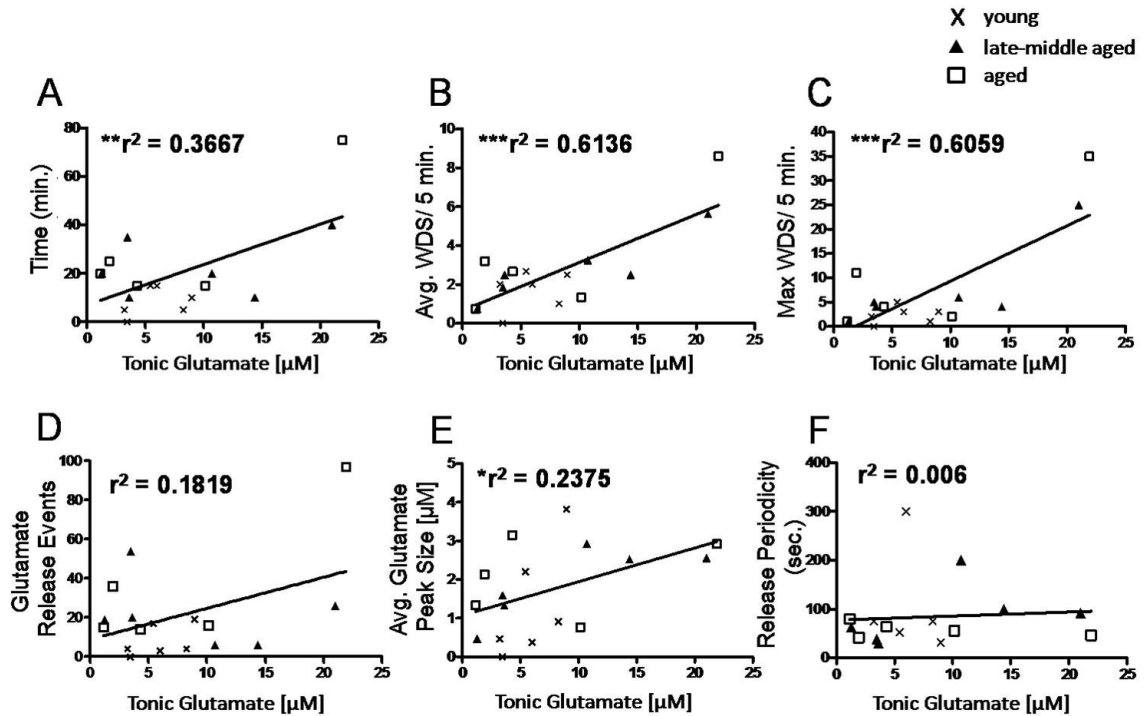 young
late-middle aged
aged
A
**r² = 0.3667
Time (min.)
80
60
40
20
0
0 5 10 15 20 25
Tonic Glutamate [µM]
B
***r² = 0.6136
Avg. WDS/ 5 min.
10
8
6
4
2
0
0 5 10 15 20 25
Tonic Glutamate [µM]
C
***r² = 0.6059
Max WDS/ 5 min.
40
35
30
25
20
15
10
5
0
0 5 10 15 20 25
Tonic Glutamate [µM]
D
r² = 0.1819
Glutamate
Release Events
100
80
60
40
20
0
0 5 10 15 20 25
Tonic Glutamate [µM]
E
*r² = 0.2375
Avg. Glutamate
Peak Size [µM]
5
4
3
2
1
0
0 5 10 15 20 25
Tonic Glutamate [µM]
F
r² = 0.006
Release Periodicity
(sec.)
400
300
200
100
0
0 5 10 15 20 25
Tonic Glutamate [µM]